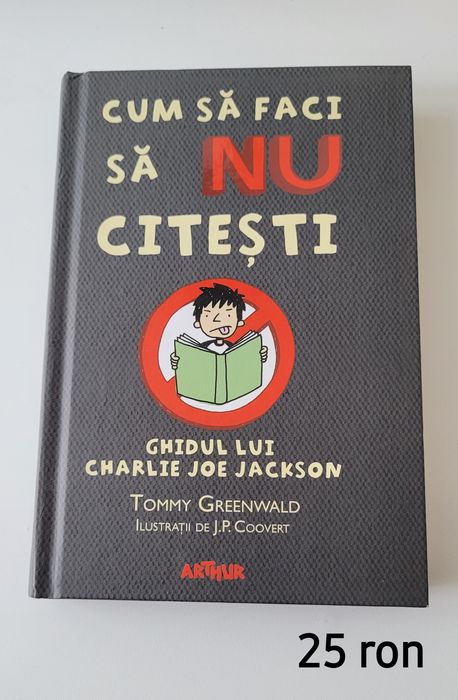 CUM SĂ FACI
SĂ NU
CITEȘTI
GHIDUL LUI
CHARLIE JOE JACKSON
TOMMY GREENWALD
ILUSTRAȚII DE J.P. COOVERT
ARTHUR
25 ron